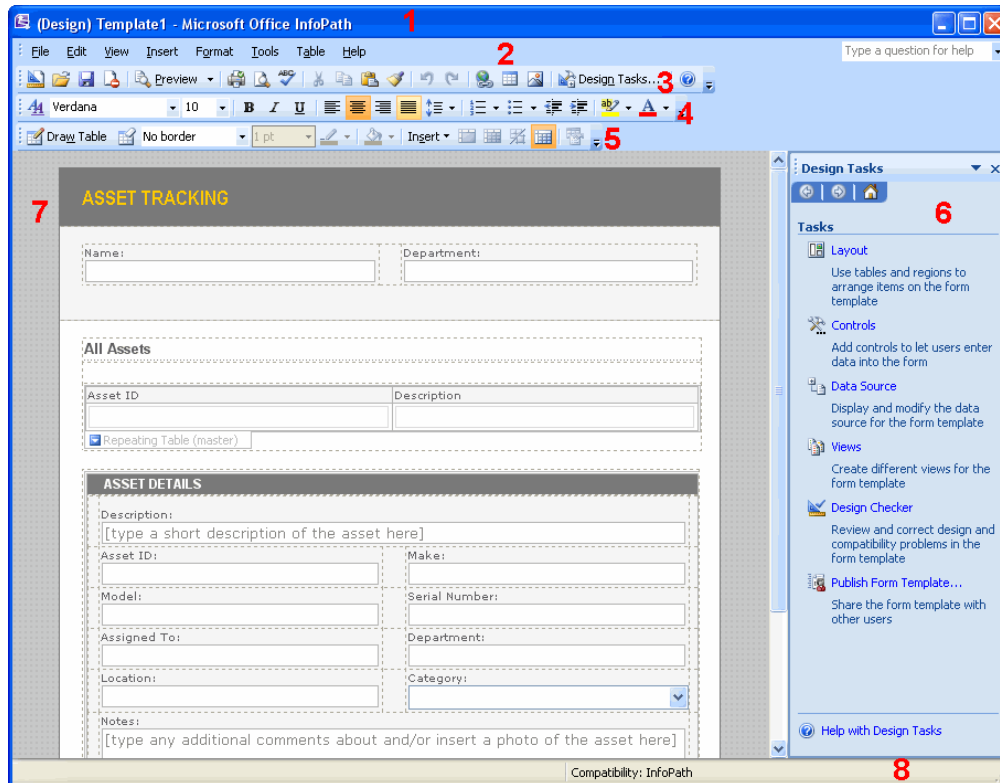 (Design) Template1 - Microsoft Office InfoPath 1
File Edit View Insert Format Tools Table Help 2 Type a question for help
Preview Design Tasks... 3
Verdana 10 B I U A 4
Draw Table No border 1 pt Insert 5
7
ASSET TRACKING
Name: Department:
All Assets
Asset ID Description
Repeating Table (master)
ASSET DETAILS
Description:
[type a short description of the asset here]
Asset ID: Make:
Model: Serial Number:
Assigned To: Department:
Location: Category:
Notes:
[type any additional comments about and/or insert a photo of the asset here]
Design Tasks
6
Tasks
Layout
Use tables and regions to
arrange items on the form
template
Controls
Add controls to let users enter
data into the form
Data Source
Display and modify the data
source for the form template
Views
Create different views for the
form template
Design Checker
Review and correct design and
compatibility problems in the
form template
Publish Form Template...
Share the form template with
other users
Help with Design Tasks
Compatibility: InfoPath 8